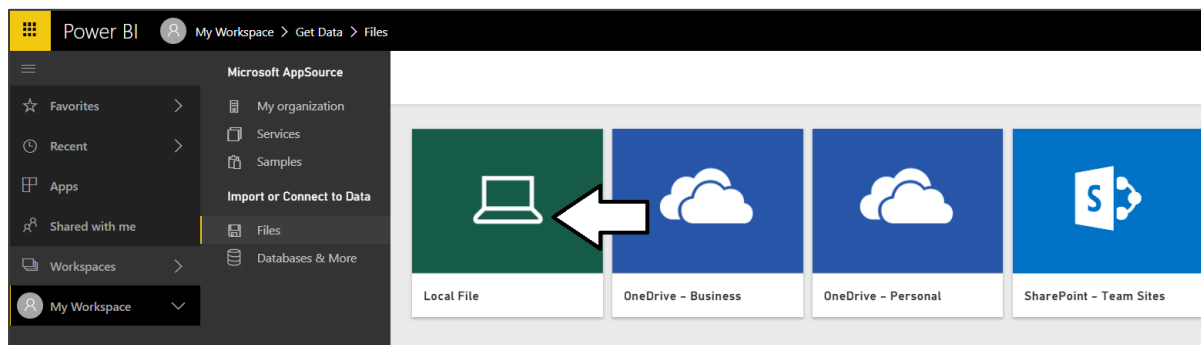 Power BI
My Workspace > Get Data > Files
Favorites
Recent
Apps
Shared with me
Workspaces
My Workspace
Microsoft AppSource
My organization
Services
Samples
Import or Connect to Data
Files
Databases & More
Local File
OneDrive – Business
OneDrive – Personal
S
SharePoint – Team Sites